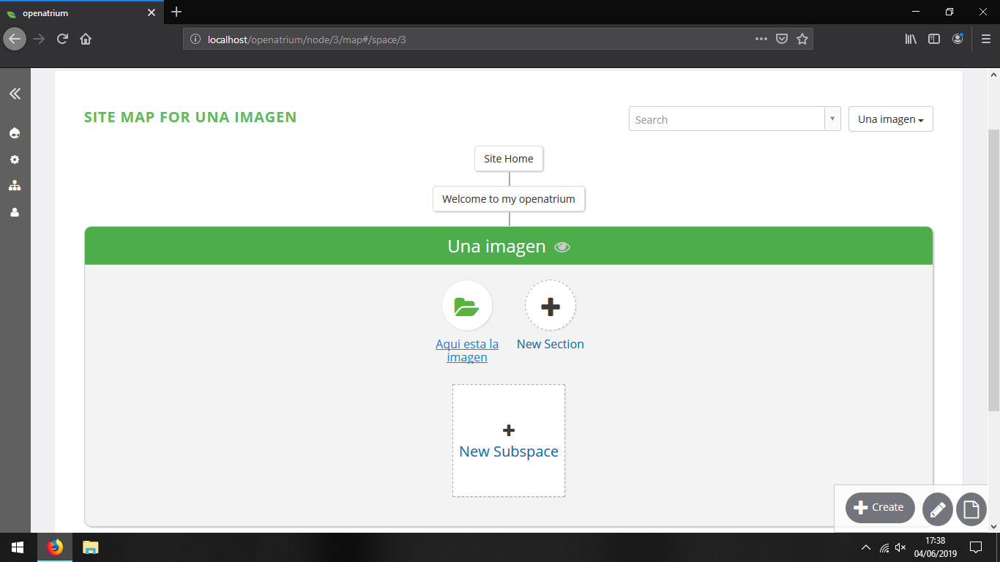 openatrium
localhost/openatrium/node/3/map#/space/3
SITE MAP FOR UNA IMAGEN
Search
Una imagen
Site Home
Welcome to my openatrium
Una imagen
Aqui esta la
imagen
New Section
New Subspace
Create
17:38
04/06/2019